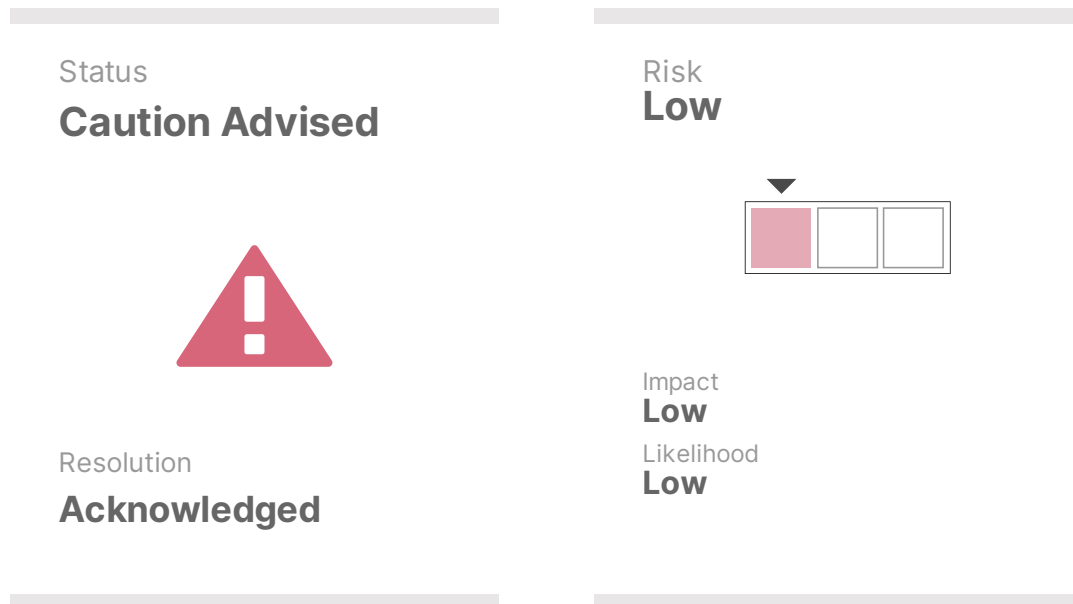 Status
Caution Advised
Resolution
Acknowledged
Risk
Low
Impact
Low
Likelihood
Low